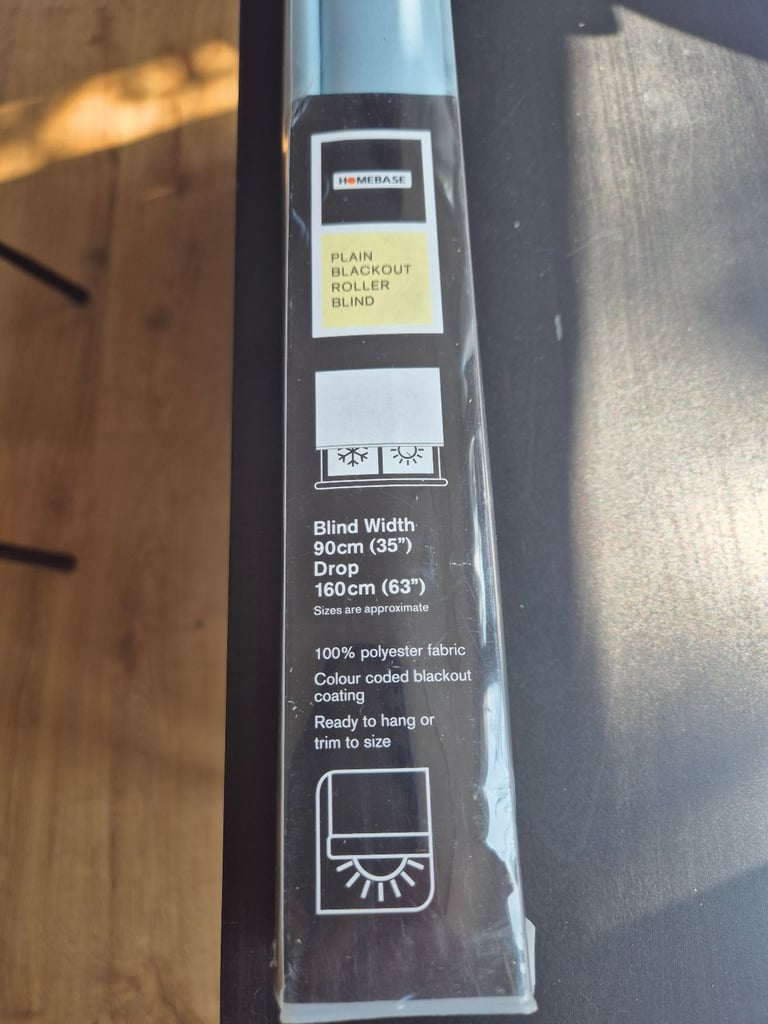 HOMEBASE
PLAIN
BLACKOUT
ROLLER
BLIND
Blind Width
90cm (35")
Drop
160cm (63")
Sizes are approximate
100% polyester fabric
Colour coded blackout
coating
Ready to hang or
trim to size